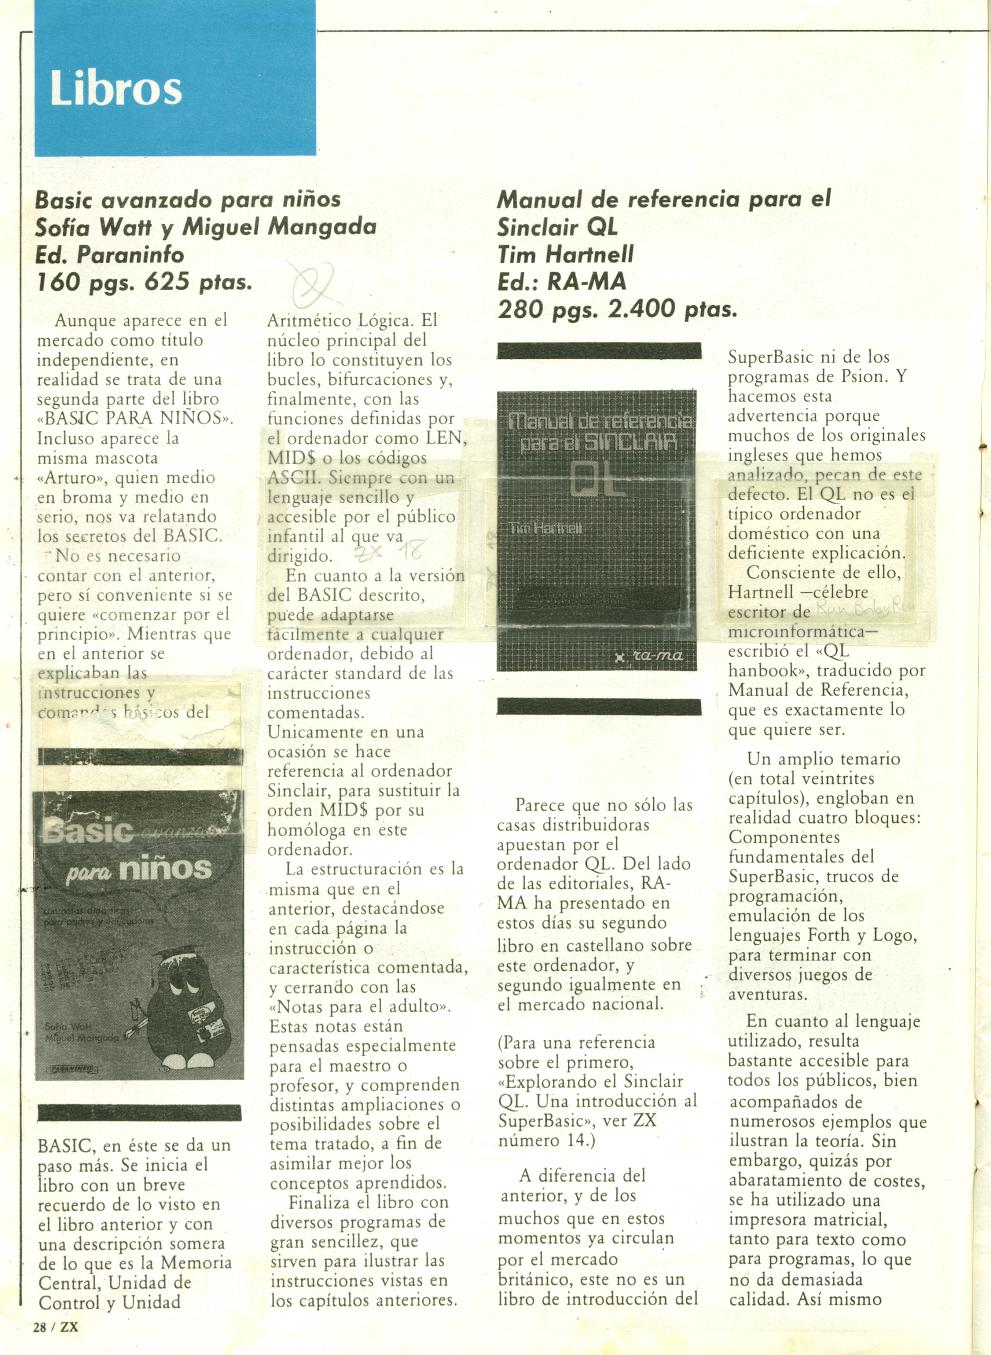 Libros
Basic avanzado para niños
Sofía Watt y Miguel Mangada
Ed. Paraninfo
160 pgs. 625 ptas.
Aunque aparece en el
mercado como título
independiente, en
realidad se trata de una
segunda parte del libro
«BASIC PARA NIÑOS».
Incluso aparece la
misma mascota
«Arturo», quien medio
en broma y medio en
serio, nos va relatando
los secretos del BASIC.
No es necesario
contar con el anterior,
pero sí conveniente si se
quiere «comenzar por el
principio». Mientras que
en el anterior se
explicaban las
instrucciones y
comandos básicos del
Basic avanzado
para niños
con notas didácticas
para padres y educadores
Sofía Watt
Miguel Mangada
PARANINFO
BASIC, en éste se da un
paso más. Se inicia el
libro con un breve
recuerdo de lo visto en
el libro anterior y con
una descripción somera
de lo que es la Memoria
Central, Unidad de
Control y Unidad
Aritmético Lógica. El
núcleo principal del
libro lo constituyen los
bucles, bifurcaciones y,
finalmente, con las
funciones definidas por
el ordenador como LEN,
MID$ o los códigos
ASCII. Siempre con un
lenguaje sencillo y
accesible por el público
infantil al que va
dirigido. ZX 18
En cuanto a la versión
del BASIC descrito,
puede adaptarse
fácilmente a cualquier
ordenador, debido al
carácter standard de las
instrucciones
comentadas.
Unicamente en una
ocasión se hace
referencia al ordenador
Sinclair, para sustituir la
orden MID$ por su
homóloga en este
ordenador.
La estructuración es la
misma que en el
anterior, destacándose
en cada página la
instrucción o
característica comentada,
y cerrando con las
«Notas para el adulto».
Estas notas están
pensadas especialmente
para el maestro o
profesor, y comprenden
distintas ampliaciones o
posibilidades sobre el
tema tratado, a fin de
asimilar mejor los
conceptos aprendidos.
Finaliza el libro con
diversos programas de
gran sencillez, que
sirven para ilustrar las
instrucciones vistas en
los capítulos anteriores.
Manual de referencia para el
Sinclair QL
Tim Hartnell
Ed.: RA-MA
280 pgs. 2.400 ptas.
Manual de referencia
para al SINCLAIR
QL
Tim Hartnell
ra-ma
Parece que no sólo las
casas distribuidoras
apuestan por el
ordenador QL. Del lado
de las editoriales, RA-
MA ha presentado en
estos días su segundo
libro en castellano sobre
este ordenador, y
segundo igualmente en
el mercado nacional.
(Para una referencia
sobre el primero,
«Explorando el Sinclair
QL. Una introducción al
SuperBasic», ver ZX
número 14.)
A diferencia del
anterior, y de los
muchos que en estos
momentos ya circulan
por el mercado
británico, este no es un
libro de introducción del
SuperBasic ni de los
programas de Psion. Y
hacemos esta
advertencia porque
muchos de los originales
ingleses que hemos
analizado, pecan de este
defecto. El QL no es el
típico ordenador
doméstico con una
deficiente explicación.
Consciente de ello,
Hartnell —célebre
escritor de
microinformática—
escribió el «QL
hanbook», traducido por
Manual de Referencia,
que es exactamente lo
que quiere ser.
Un amplio temario
(en total veintrites
capítulos), engloban en
realidad cuatro bloques:
Componentes
fundamentales del
SuperBasic, trucos de
programación,
emulación de los
lenguajes Forth y Logo,
para terminar con
diversos juegos de
aventuras.
En cuanto al lenguaje
utilizado, resulta
bastante accesible para
todos los públicos, bien
acompañados de
numerosos ejemplos que
ilustran la teoría. Sin
embargo, quizás por
abaratamiento de costes,
se ha utilizado una
impresora matricial,
tanto para texto como
para programas, lo que
no da demasiada
calidad. Así mismo
28 / ZX